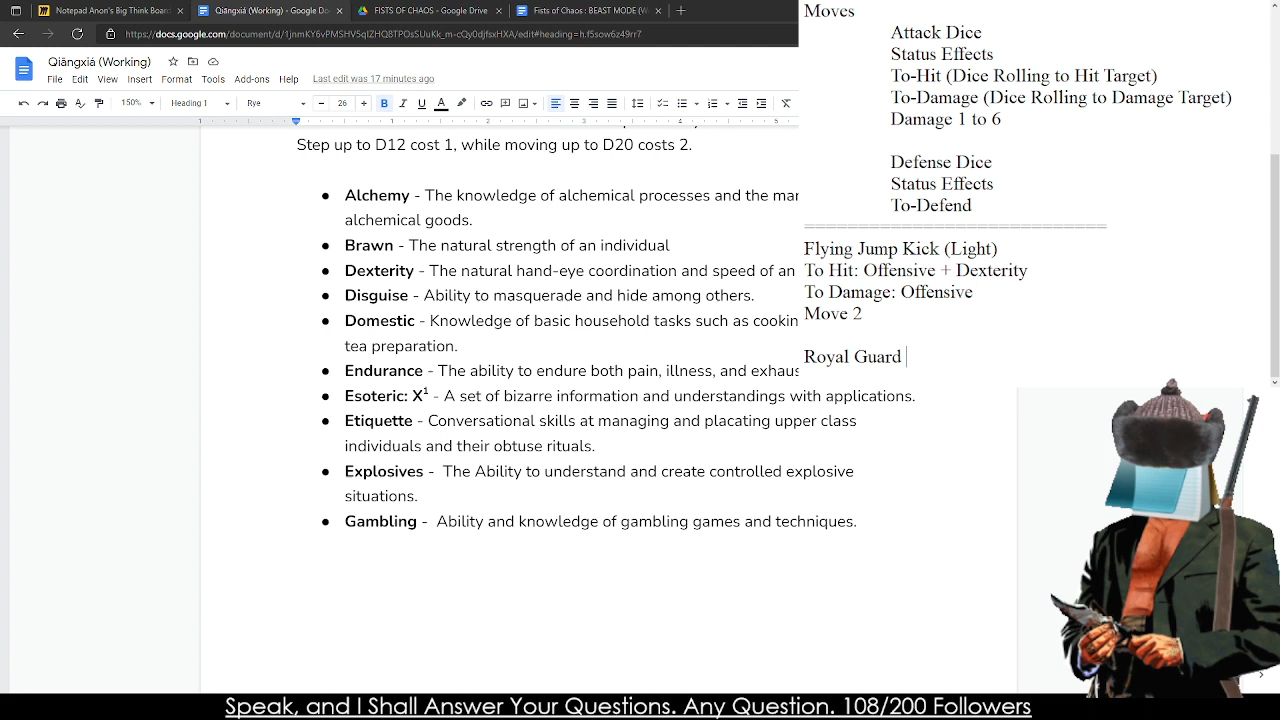 Notepad Anon's Big Think Board
Qiāngxiá (Working) - Google Do
FISTS OF CHAOS - Google Drive
Fists of Chaos : BEAST MODE (W
https://docs.google.com/document/d/1jnmKY6vPMSHVSqIZHQ8TPOsSUuKk_m-cQy0djfsxHXA/edit#heading=h.f5sow6z49rr7
Qiāngxiá (Working)
File Edit View Insert Format Tools Add-ons Help Last edit was 17 minutes ago
150% Heading 1 Rye 26 B I U A
1 1 2 3 4 5
Step up to D12 cost 1, while moving up to D20 costs 2.
● Alchemy - The knowledge of alchemical processes and the mar
alchemical goods.
● Brawn - The natural strength of an individual
● Dexterity - The natural hand-eye coordination and speed of an
● Disguise - Ability to masquerade and hide among others.
● Domestic - Knowledge of basic household tasks such as cookin
tea preparation.
● Endurance - The ability to endure both pain, illness, and exhaus
● Esoteric: X1 - A set of bizarre information and understandings with applications.
● Etiquette - Conversational skills at managing and placating upper class
individuals and their obtuse rituals.
● Explosives - The Ability to understand and create controlled explosive
situations.
● Gambling - Ability and knowledge of gambling games and techniques.
Moves
Attack Dice
Status Effects
To-Hit (Dice Rolling to Hit Target)
To-Damage (Dice Rolling to Damage Target)
Damage 1 to 6
Defense Dice
Status Effects
To-Defend
============================
Flying Jump Kick (Light)
To Hit: Offensive + Dexterity
To Damage: Offensive
Move 2
Royal Guard
Speak, and I Shall Answer Your Questions. Any Question. 108/200 Followers